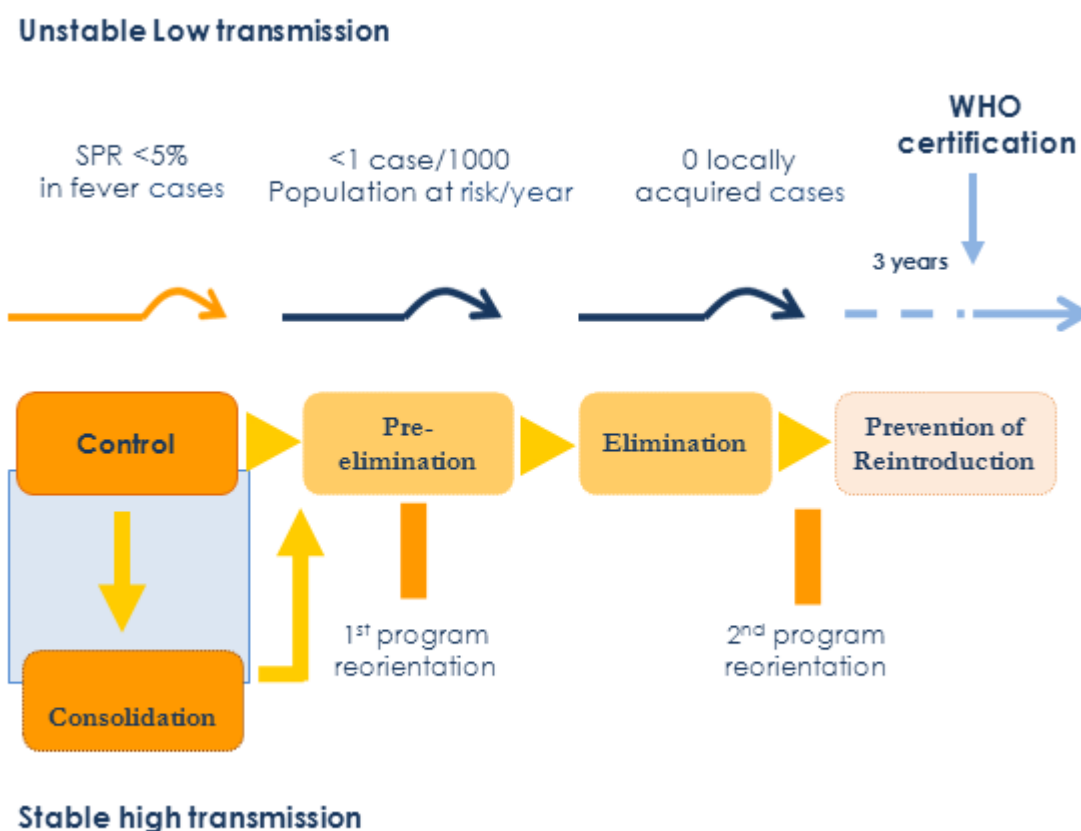 Unstable Low transmission
WHO
certification
SPR <5%
in fever cases
<1 case/1000
Population at risk/year
0 locally
acquired cases
3 years
Control
Pre-
elimination
Elimination
Prevention of
Reintroduction
1st program
reorientation
2nd program
reorientation
Consolidation
Stable high transmission